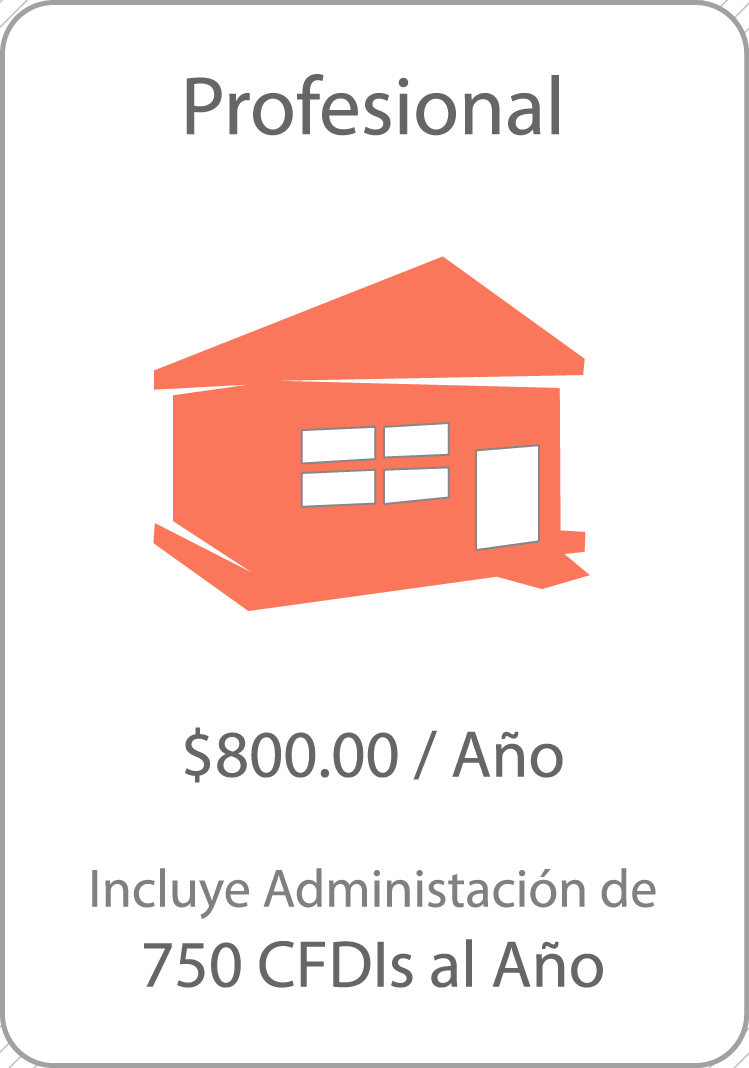 Profesional
$800.00 / Año
Incluye Administación de
750 CFDIs al Año